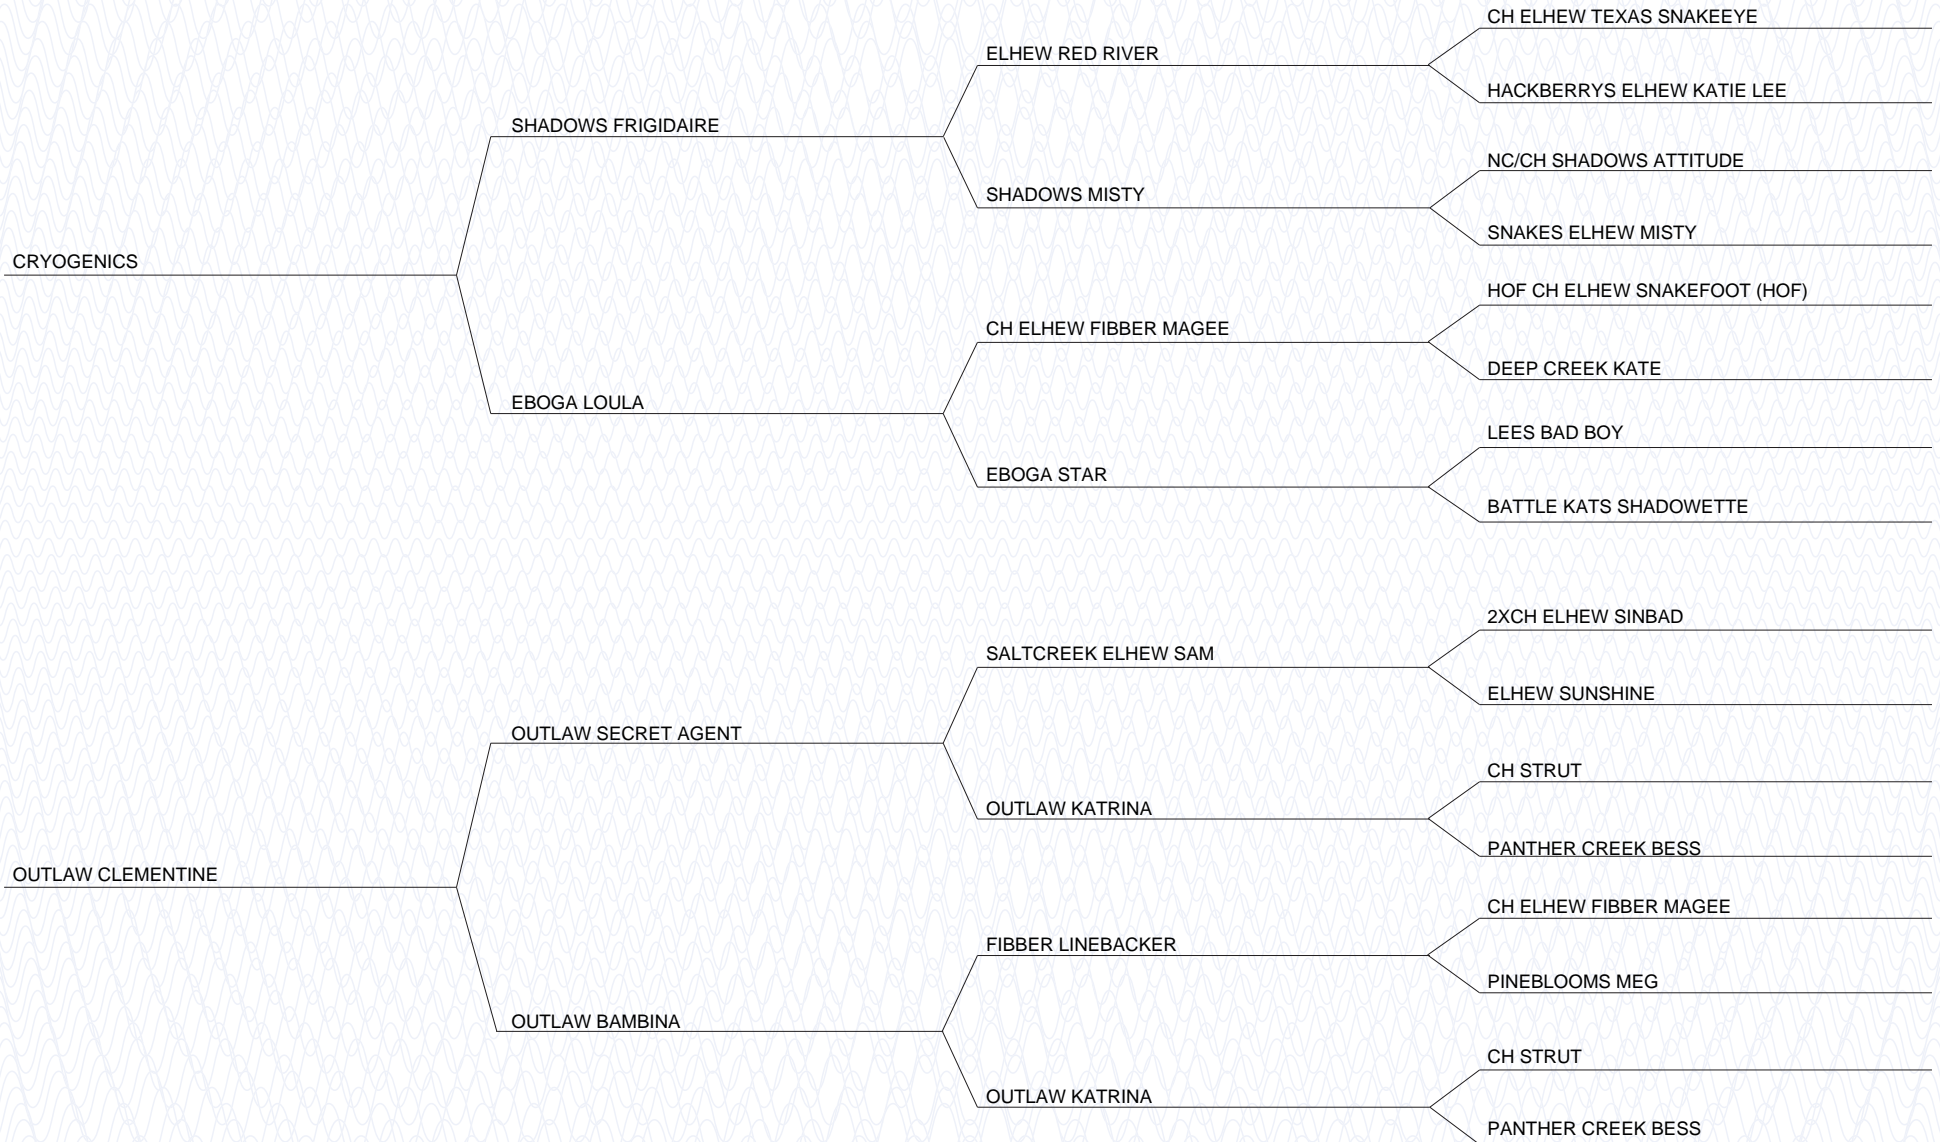 CH ELHEW TEXAS SNAKEEYE
ELHEW RED RIVER
HACKBERRYS ELHEW KATIE LEE
SHADOWS FRIGIDAIRE
NC/CH SHADOWS ATTITUDE
SHADOWS MISTY
SNAKES ELHEW MISTY
CRYOGENICS
HOF CH ELHEW SNAKEFOOT (HOF)
CH ELHEW FIBBER MAGEE
DEEP CREEK KATE
EBOGA LOULA
LEES BAD BOY
EBOGA STAR
BATTLE KATS SHADOWETTE
2XCH ELHEW SINBAD
SALTCREEK ELHEW SAM
ELHEW SUNSHINE
OUTLAW SECRET AGENT
CH STRUT
OUTLAW KATRINA
PANTHER CREEK BESS
OUTLAW CLEMENTINE
CH ELHEW FIBBER MAGEE
FIBBER LINEBACKER
PINEBLOOMS MEG
OUTLAW BAMBINA
CH STRUT
OUTLAW KATRINA
PANTHER CREEK BESS